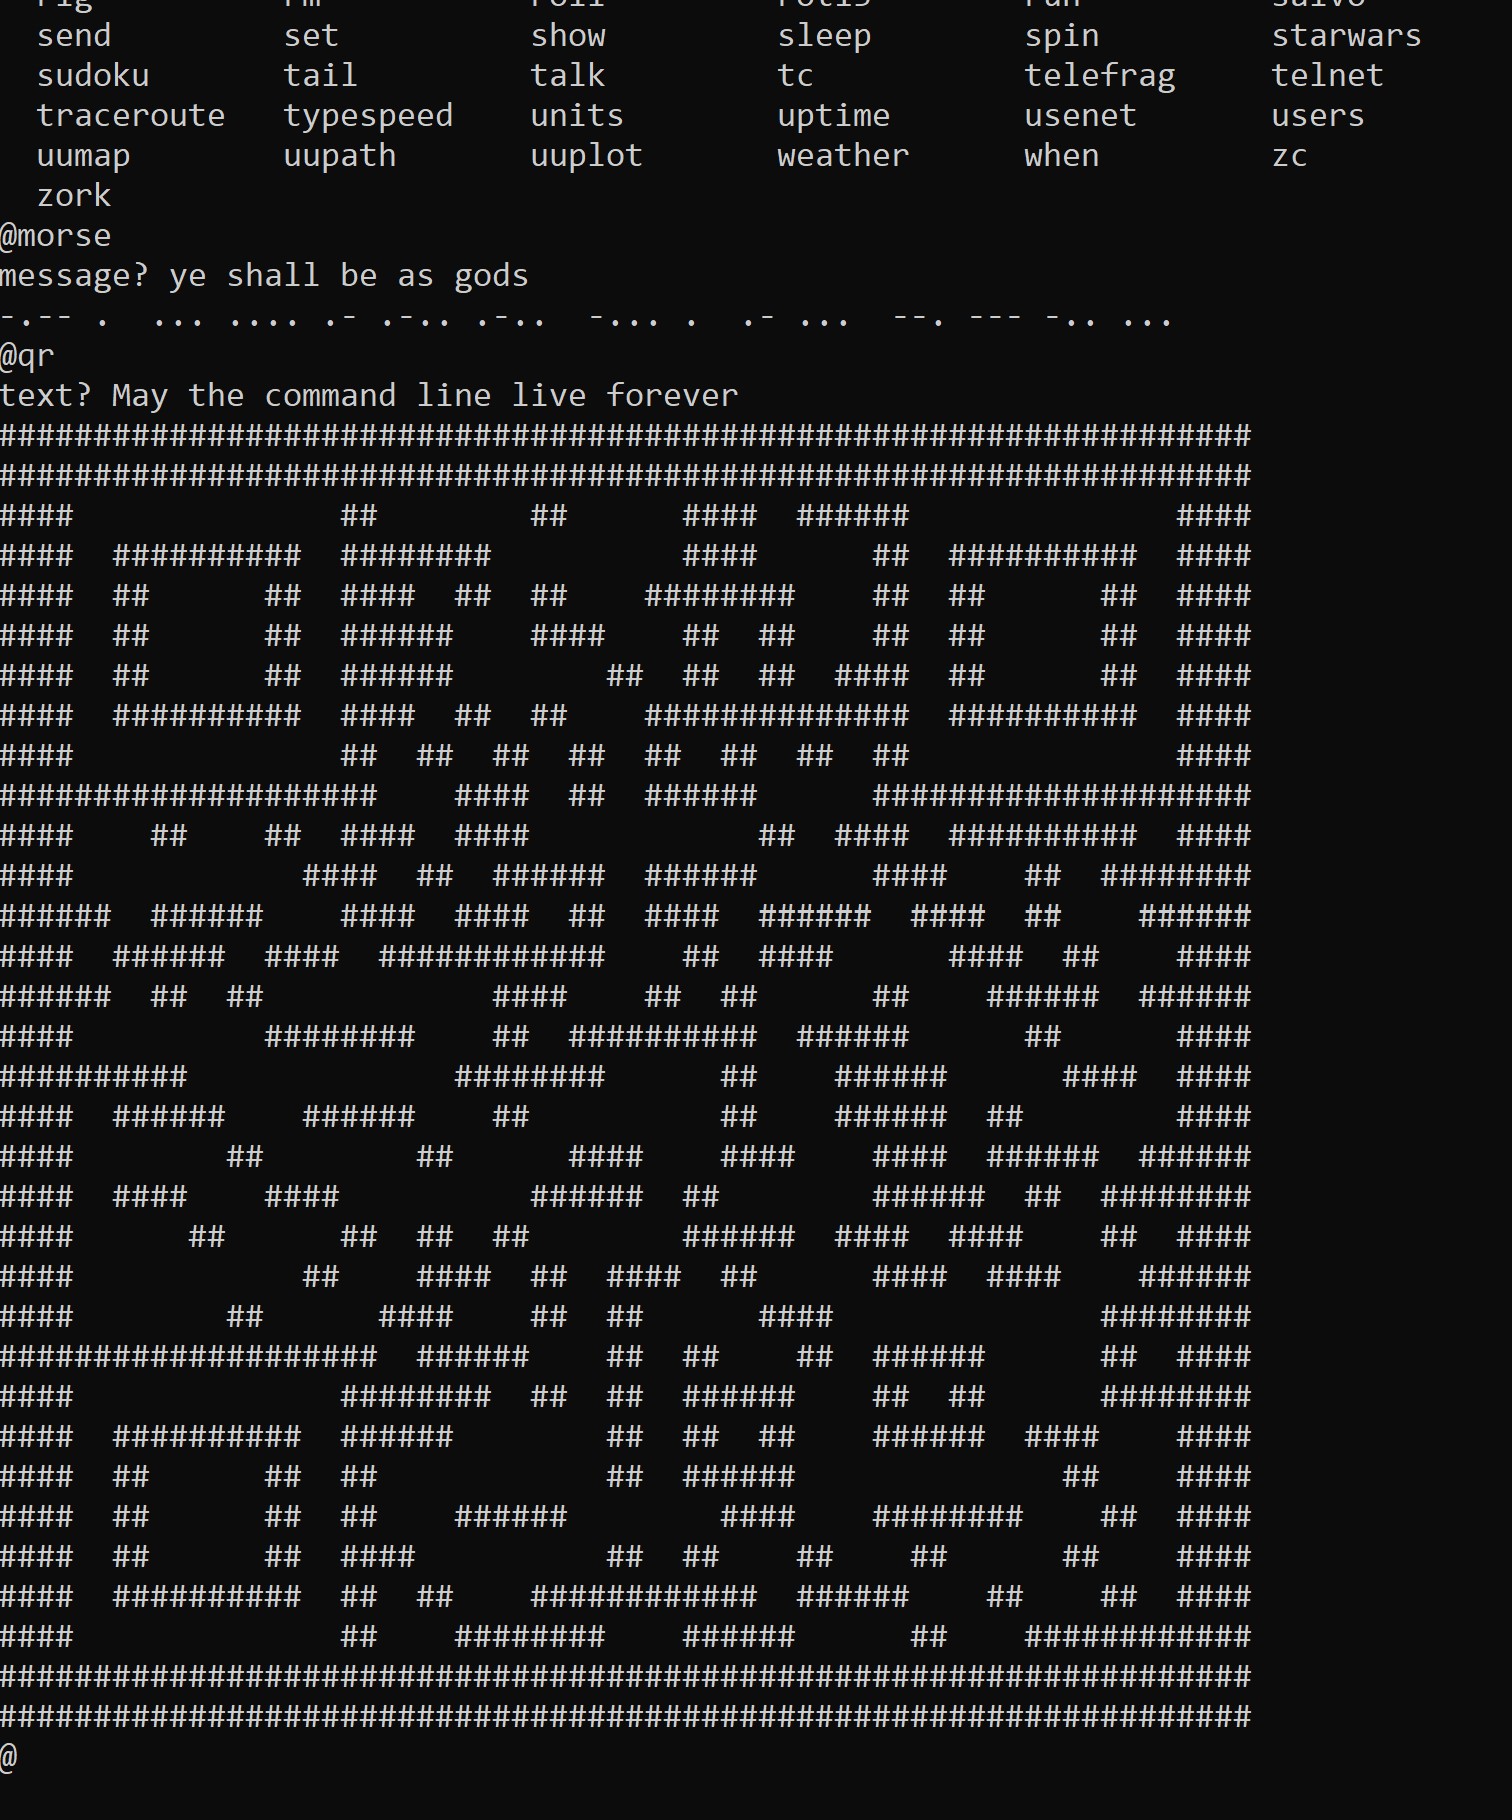 send         set          show         sleep        spin         starwars
sudoku       tail         talk         tc           telefrag     telnet
traceroute   typespeed    units        uptime       usenet       users
uumap        uupath       uuplot       weather      when         zc
zork
@morse
message? ye shall be as gods
-.-- .  ... .... .- .-.. .-..  -... .  .- ...  --. --- -.. ...
@qr
text? May the command line live forever
##################################################################
##################################################################
####              ##        ##      ####  ######              ####
####  ##########  ########          ####      ##  ##########  ####
####  ##      ##  ####  ##  ##    ########    ##  ##      ##  ####
####  ##      ##  ######    ####    ##  ##    ##  ##      ##  ####
####  ##      ##  ######        ##  ##  ##  ####  ##      ##  ####
####  ##########  ####  ##  ##    ##############  ##########  ####
####              ##  ##  ##  ##  ##  ##  ##  ##              ####
####################    ####  ##  ######      ####################
####    ##    ##  ####  ####            ##  ####  ##########  ####
####            ####  ##  ######  ######      ####    ##  ########
######  ######    ####  ####  ##  ####  ######  ####  ##    ######
####  ######  ####  ############    ##  ####      ####  ##    ####
######  ##  ##            ####    ##  ##      ##    ######  ######
####          ########    ##  ##########  ######      ##      ####
##########              ########      ##    ######      ####  ####
####  ######    ######    ##          ##    ######  ##        ####
####        ##        ##      ####    ####    ####  ######  ######
####  ####    ####          ######  ##        ######  ##  ########
####      ##      ##  ##  ##        ######  ####  ####    ##  ####
####            ##    ####  ##  ####  ##      ####  ####    ######
####        ##      ####    ##  ##      ####              ########
####################  ######    ##  ##    ##  ######      ##  ####
####              ########  ##  ##  ######    ##  ##      ########
####  ##########  ######        ##  ##  ##    ######  ####    ####
####  ##      ##  ##            ##  ######              ##    ####
####  ##      ##  ##    ######        ####    ########    ##  ####
####  ##      ##  ####          ##  ##    ##    ##      ##    ####
####  ##########  ##  ##    ############  ######    ##    ##  ####
####              ##    ########    ######      ##    ############
##################################################################
##################################################################
@